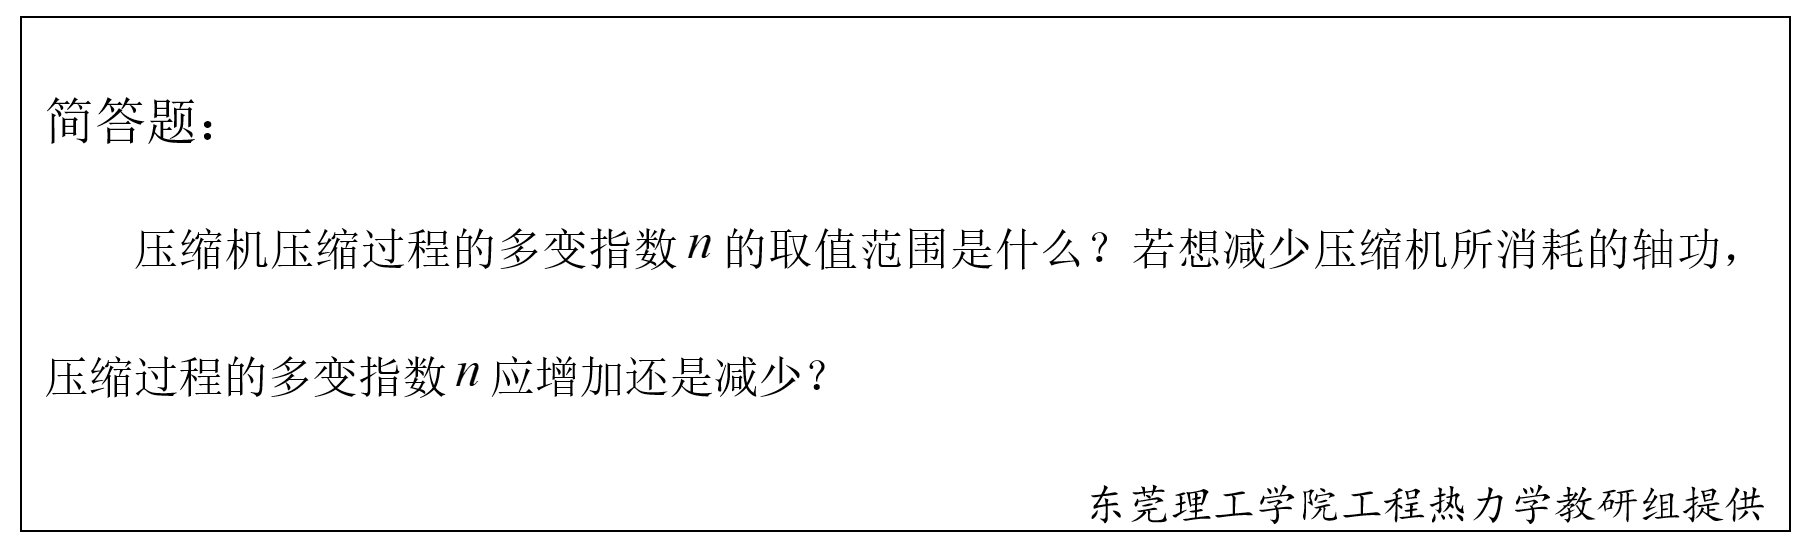 简答题：
压缩机压缩过程的多变指数n的取值范围是什么？若想减少压缩机所消耗的轴功，
压缩过程的多变指数n应增加还是减少？
东莞理工学院工程热力学教研组提供